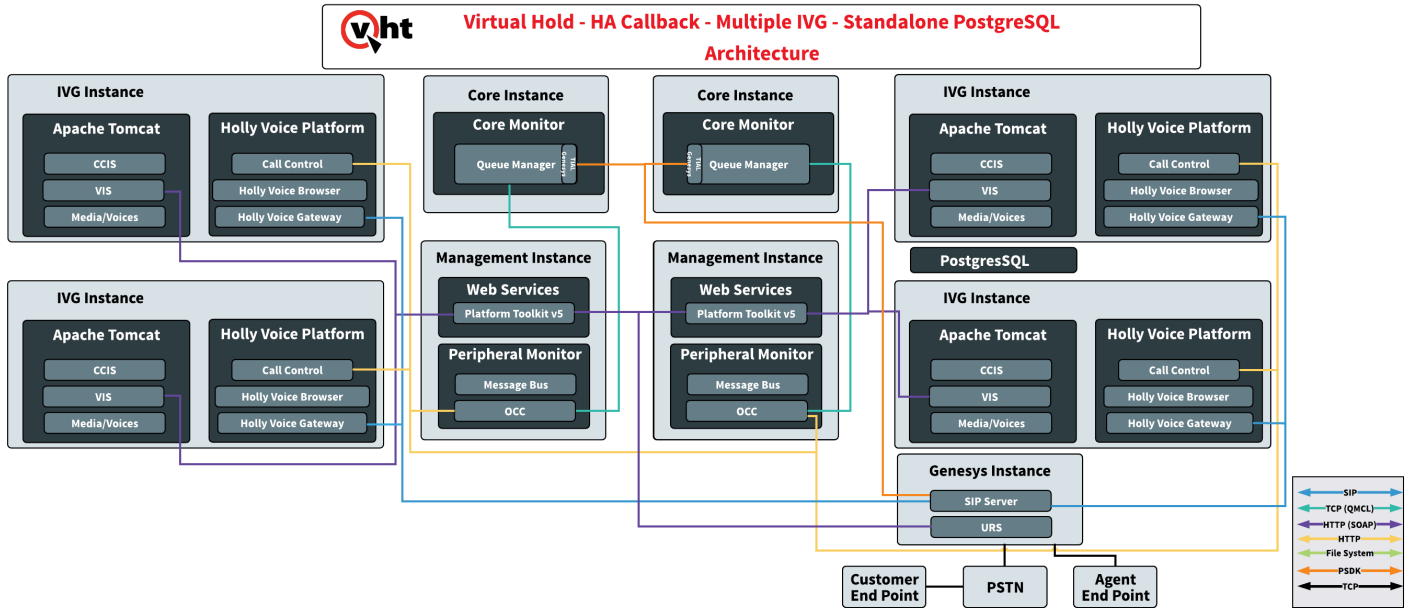 vht
Virtual Hold - HA Callback - Multiple IVG - Standalone PostgreSQL
Architecture
IVG Instance
Apache Tomcat
CCIS
VIS
Media/Voices
Holly Voice Platform
Call Control
Holly Voice Browser
Holly Voice Gateway
Core Instance
Core Monitor
Queue Manager
Genesys
TIAL
Core Instance
Core Monitor
Genesys
TIAL
Queue Manager
IVG Instance
Apache Tomcat
CCIS
VIS
Media/Voices
Holly Voice Platform
Call Control
Holly Voice Browser
Holly Voice Gateway
IVG Instance
Apache Tomcat
CCIS
VIS
Media/Voices
Holly Voice Platform
Call Control
Holly Voice Browser
Holly Voice Gateway
Management Instance
Web Services
Platform Toolkit v5
Peripheral Monitor
Message Bus
OCC
Management Instance
Web Services
Platform Toolkit v5
Peripheral Monitor
Message Bus
OCC
PostgresSQL
IVG Instance
Apache Tomcat
CCIS
VIS
Media/Voices
Holly Voice Platform
Call Control
Holly Voice Browser
Holly Voice Gateway
Genesys Instance
SIP Server
URS
Customer
End Point
PSTN
Agent
End Point
SIP
TCP (QMCL)
HTTP (SOAP)
HTTP
File System
PSDK
TCP